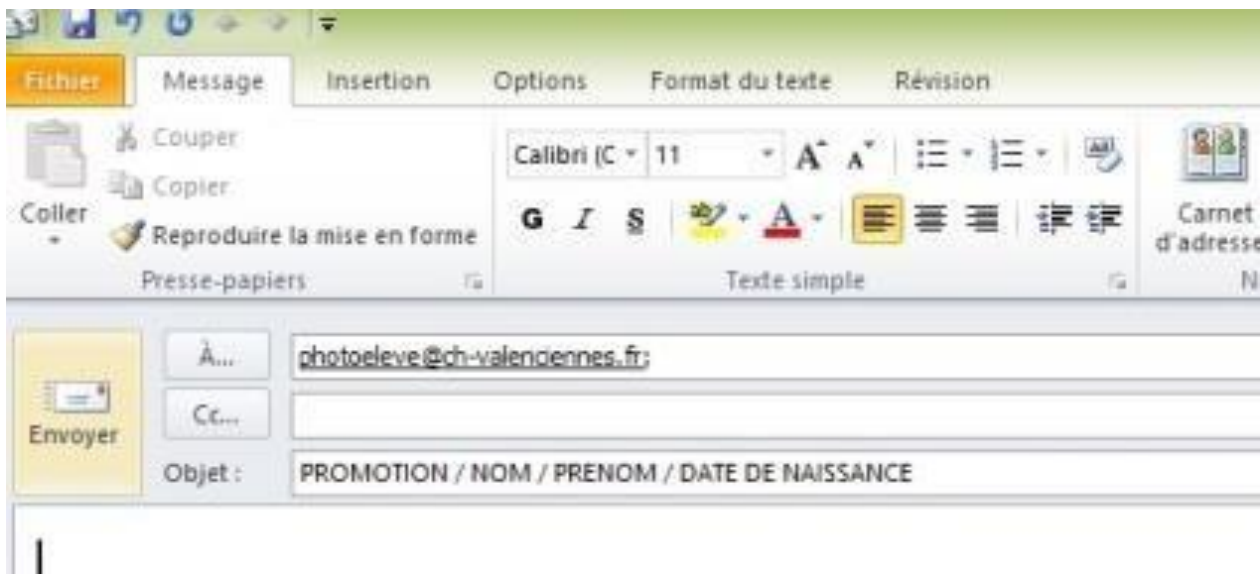 Fichier Message Insertion Options Format du texte Révision
Couper
Copier
Coller
Reproduire la mise en forme
Presse-papiers
Calibri (C 11 A A
G I S A
Texte simple
Carnet
d'adresse
N
Envoyer
À... photoeleve@ch-valenciennes.fr;
Cc...
Objet : PROMOTION / NOM / PRENOM / DATE DE NAISSANCE